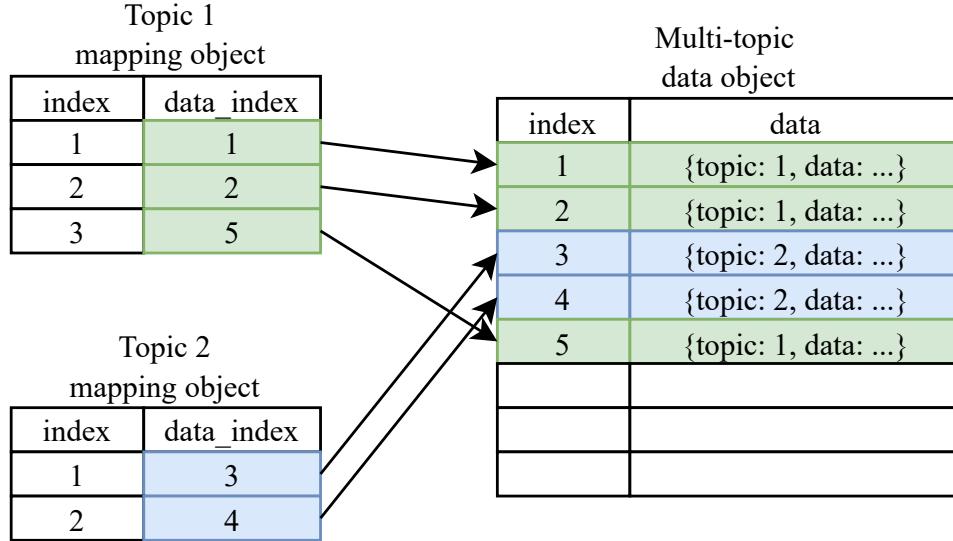 Topic 1
mapping object
index data_index
1 1
2 2
3 5
Topic 2
mapping object
index data_index
1 3
2 4
Multi-topic
data object
index data
1 {topic: 1, data: ...}
2 {topic: 1, data: ...}
3 {topic: 2, data: ...}
4 {topic: 2, data: ...}
5 {topic: 1, data: ...}